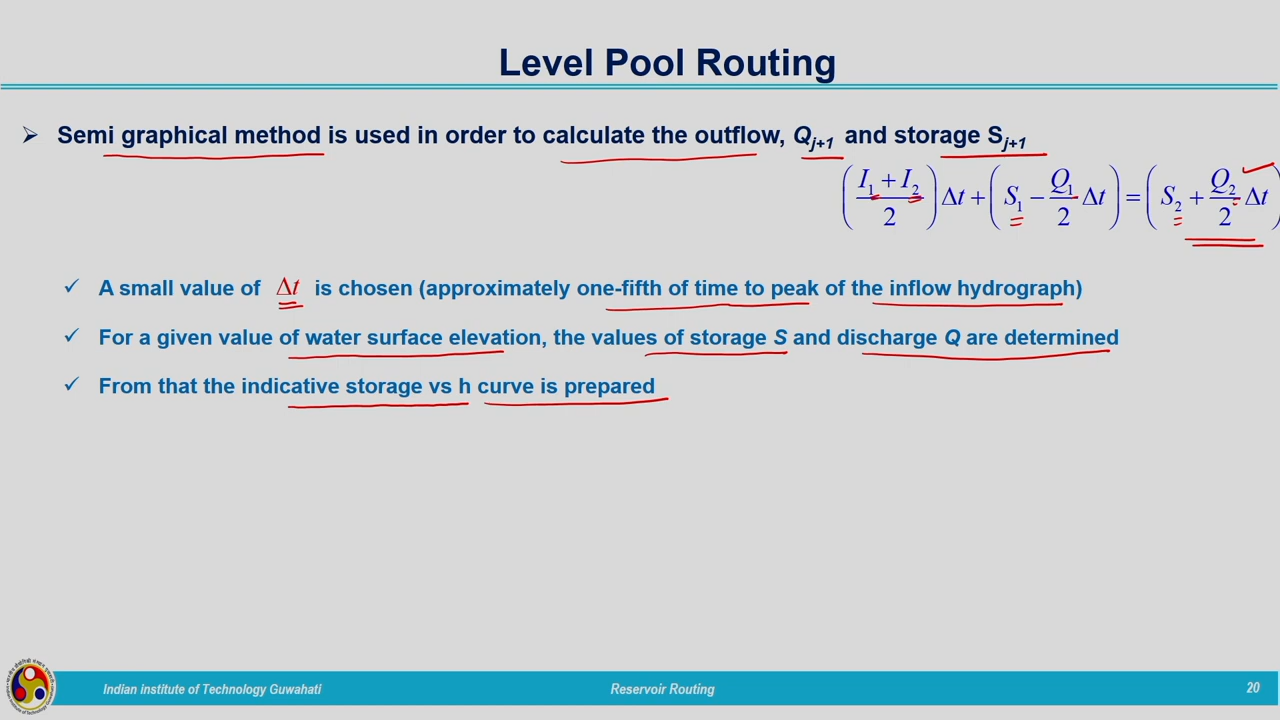 Level Pool Routing
➢ Semi graphical method is used in order to calculate the outflow, Qj+1 and storage Sj+1
((I1 + I2)/2) Δt + (S1 − (Q1/2) Δt) = (S2 + (Q2/2) Δt)
✓ A small value of Δt is chosen (approximately one-fifth of time to peak of the inflow hydrograph)
✓ For a given value of water surface elevation, the values of storage S and discharge Q are determined
✓ From that the indicative storage vs h curve is prepared
Indian institute of Technology Guwahati
Reservoir Routing
20